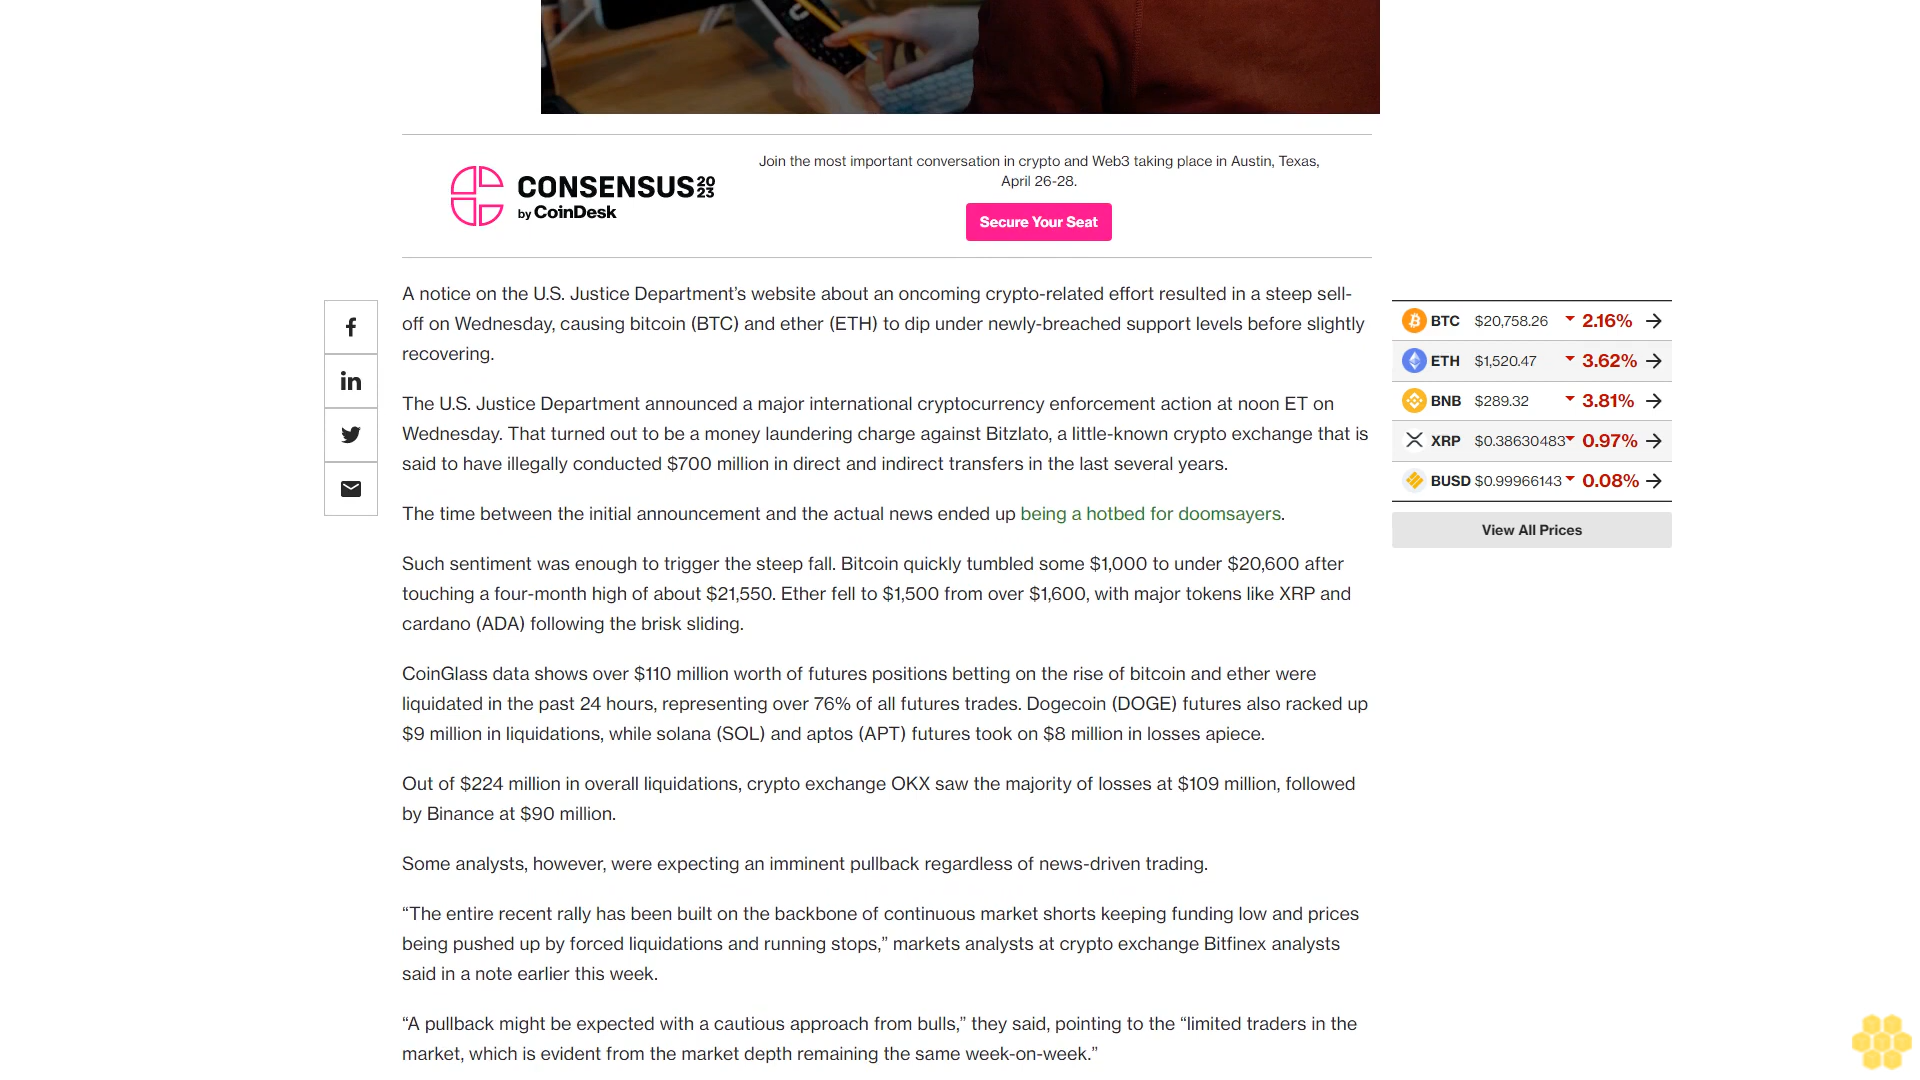 CONSENSUS 2023
by CoinDesk
Join the most important conversation in crypto and Web3 taking place in Austin, Texas,
April 26-28.
Secure Your Seat
A notice on the U.S. Justice Department’s website about an oncoming crypto-related effort resulted in a steep sell-
off on Wednesday, causing bitcoin (BTC) and ether (ETH) to dip under newly-breached support levels before slightly
recovering.
The U.S. Justice Department announced a major international cryptocurrency enforcement action at noon ET on
Wednesday. That turned out to be a money laundering charge against Bitzlato, a little-known crypto exchange that is
said to have illegally conducted $700 million in direct and indirect transfers in the last several years.
The time between the initial announcement and the actual news ended up being a hotbed for doomsayers.
Such sentiment was enough to trigger the steep fall. Bitcoin quickly tumbled some $1,000 to under $20,600 after
touching a four-month high of about $21,550. Ether fell to $1,500 from over $1,600, with major tokens like XRP and
cardano (ADA) following the brisk sliding.
CoinGlass data shows over $110 million worth of futures positions betting on the rise of bitcoin and ether were
liquidated in the past 24 hours, representing over 76% of all futures trades. Dogecoin (DOGE) futures also racked up
$9 million in liquidations, while solana (SOL) and aptos (APT) futures took on $8 million in losses apiece.
Out of $224 million in overall liquidations, crypto exchange OKX saw the majority of losses at $109 million, followed
by Binance at $90 million.
Some analysts, however, were expecting an imminent pullback regardless of news-driven trading.
“The entire recent rally has been built on the backbone of continuous market shorts keeping funding low and prices
being pushed up by forced liquidations and running stops,” markets analysts at crypto exchange Bitfinex analysts
said in a note earlier this week.
“A pullback might be expected with a cautious approach from bulls,” they said, pointing to the “limited traders in the
market, which is evident from the market depth remaining the same week-on-week.”
BTC $20,758.26 2.16%
ETH $1,520.47 3.62%
BNB $289.32 3.81%
XRP $0.38630483 0.97%
BUSD $0.99966143 0.08%
View All Prices